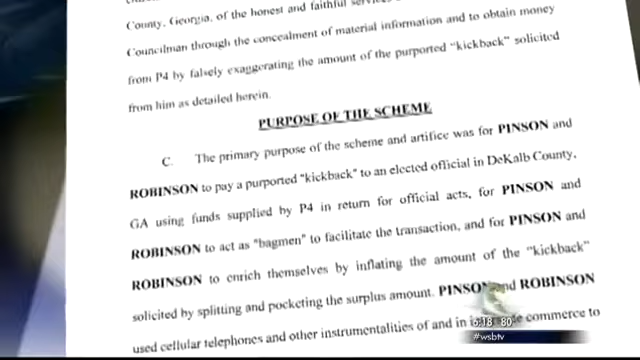 County, Georgia, of the honest and faithful services
Councilman through the concealment of material information and to obtain money
from P4 by falsely exaggerating the amount of the purported "kickback" solicited
from him as detailed herein.
PURPOSE OF THE SCHEME
C. The primary purpose of the scheme and artifice was for PINSON and
ROBINSON to pay a purported "kickback" to an elected official in DeKalb County,
GA using funds supplied by P4 in return for official acts, for PINSON and
ROBINSON to act as "bagmen" to facilitate the transaction, and for PINSON and
ROBINSON to enrich themselves by inflating the amount of the "kickback"
solicited by splitting and pocketing the surplus amount. PINSON and ROBINSON
used cellular telephones and other instrumentalities of and in commerce to
6:18 80°
#wsbtv